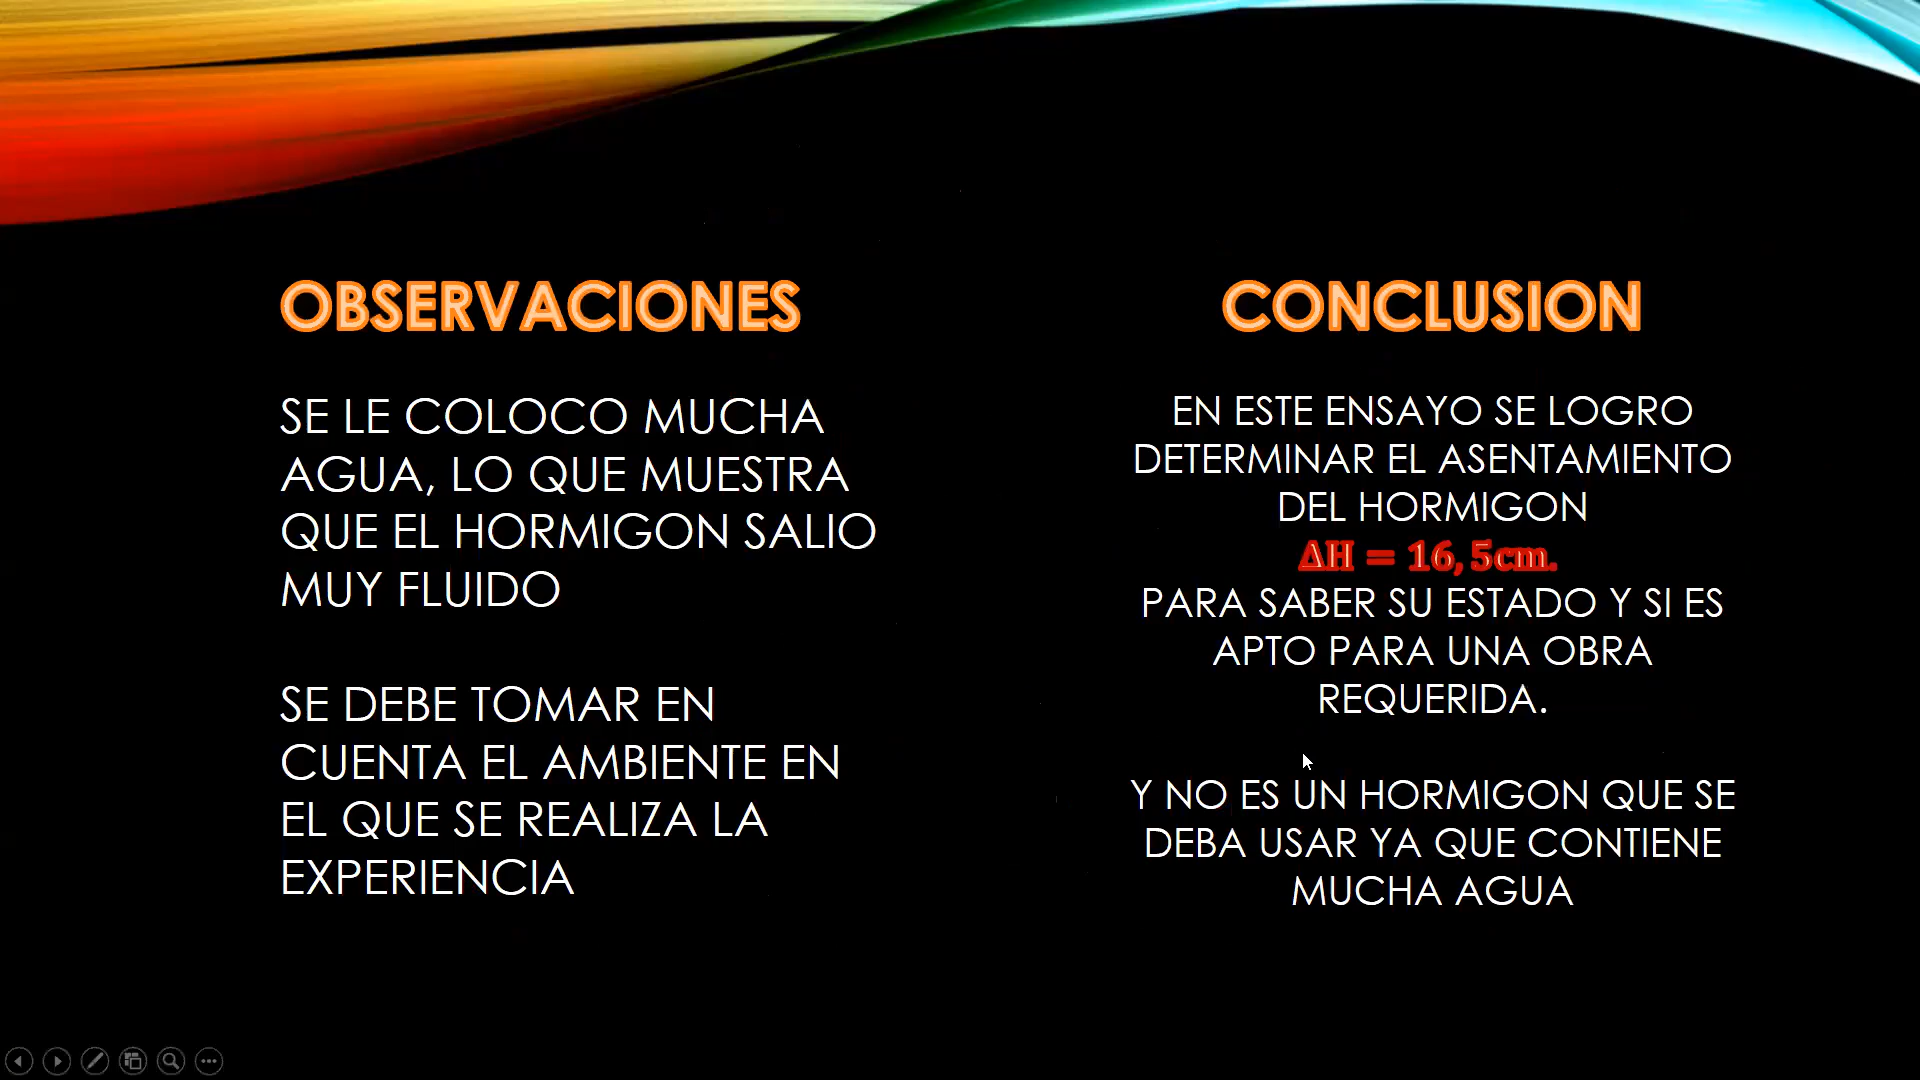 OBSERVACIONES
SE LE COLOCO MUCHA
AGUA, LO QUE MUESTRA
QUE EL HORMIGON SALIO
MUY FLUIDO
SE DEBE TOMAR EN
CUENTA EL AMBIENTE EN
EL QUE SE REALIZA LA
EXPERIENCIA
CONCLUSION
EN ESTE ENSAYO SE LOGRO
DETERMINAR EL ASENTAMIENTO
DEL HORMIGON
ΔH = 16,5cm.
PARA SABER SU ESTADO Y SI ES
APTO PARA UNA OBRA
REQUERIDA.
Y NO ES UN HORMIGON QUE SE
DEBA USAR YA QUE CONTIENE
MUCHA AGUA